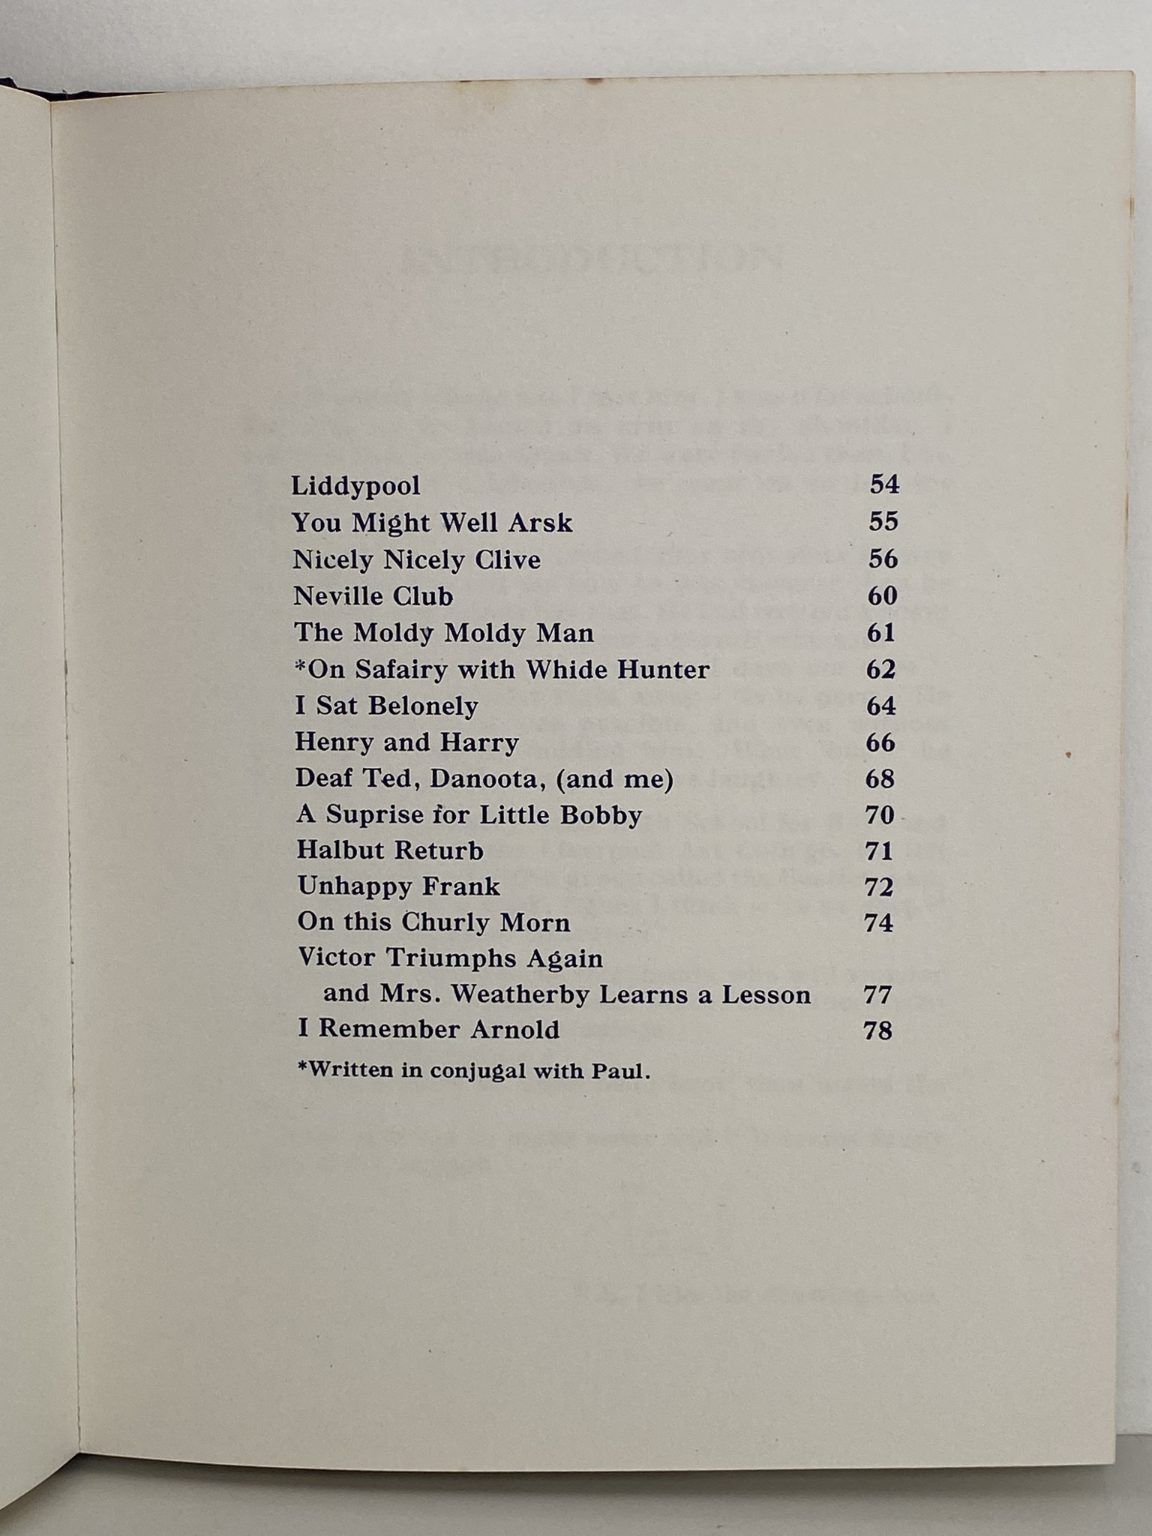 INTRODUCTION
Liddypool 54
You Might Well Arsk 55
Nicely Nicely Clive 56
Neville Club 60
The Moldy Moldy Man 61
*On Safairy with Whide Hunter 62
I Sat Belonely 64
Henry and Harry 66
Deaf Ted, Danoota, (and me) 68
A Suprise for Little Bobby 70
Halbut Returb 71
Unhappy Frank 72
On this Churly Morn 74
Victor Triumphs Again
and Mrs. Weatherby Learns a Lesson 77
I Remember Arnold 78
*Written in conjugal with Paul.